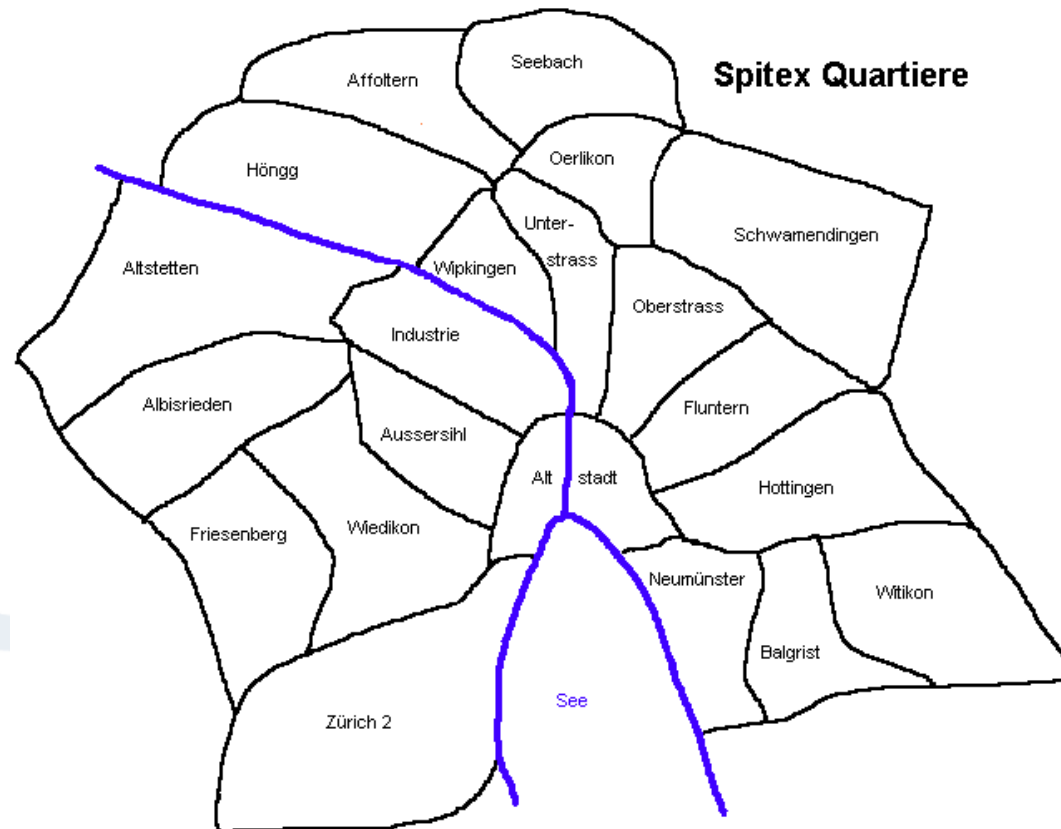 Seebach
Spitex Quartiere
Affoltern
Oerlikon
Höngg
Unter-
strass
Schwamendingen
Altstetten
Wipkingen
Oberstrass
Industrie
Albisrieden
Fluntern
Aussersihl
Alt stadt
Hottingen
Friesenberg
Wiedikon
Neumünster
Witikon
Balgrist
See
Zürich 2